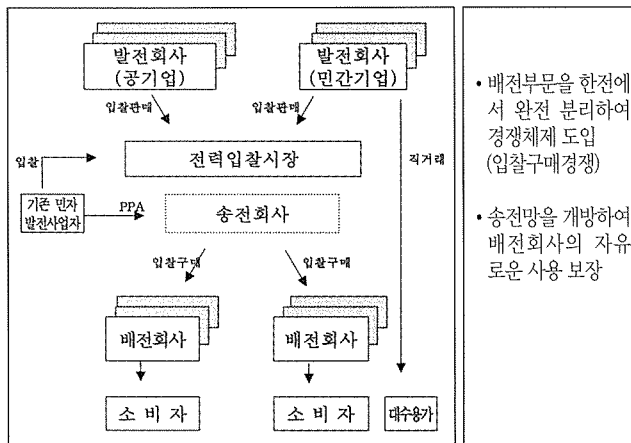 발전회사
(공기업)
발전회사
(민간기업)
입찰판매
입찰판매
입찰
전력입찰시장
직거래
기존 민자
발전사업자
PPA
송전회사
입찰구매
입찰구매
배전회사
배전회사
소 비 자
소 비 자
대수용가
• 배전부문을 한전에
서 완전 분리하여
경쟁체제 도입
(입찰구매경쟁)
• 송전망을 개방하여
배전회사의 자유
로운 사용 보장